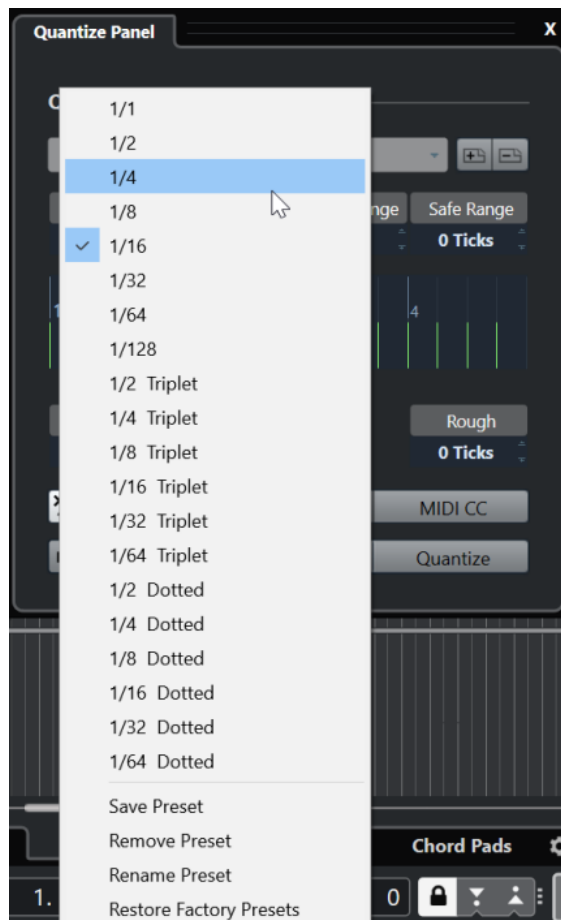 Quantize Panel
X
1/1
1/2
1/4
1/8
1/16
1/32
1/64
1/128
1/2 Triplet
1/4 Triplet
1/8 Triplet
1/16 Triplet
1/32 Triplet
1/64 Triplet
1/2 Dotted
1/4 Dotted
1/8 Dotted
1/16 Dotted
1/32 Dotted
1/64 Dotted
Save Preset
Remove Preset
Rename Preset
Restore Factory Presets
Safe Range
0 Ticks
4
Rough
0 Ticks
MIDI CC
Quantize
Chord Pads
1.
0